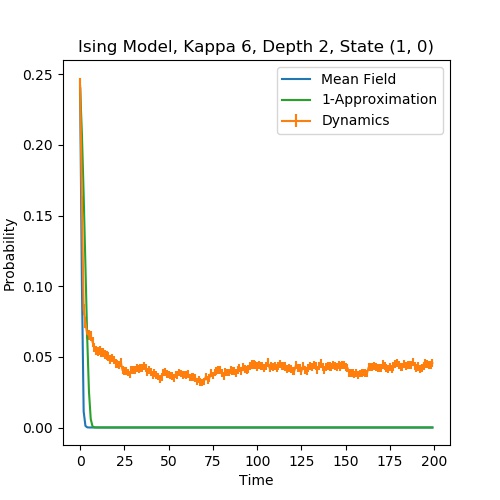 Ising Model, Kappa 6, Depth 2, State (1, 0)
Mean Field
1-Approximation
Dynamics
Probability
0.25
0.20
0.15
0.10
0.05
0.00
0 25 50 75 100 125 150 175 200
Time